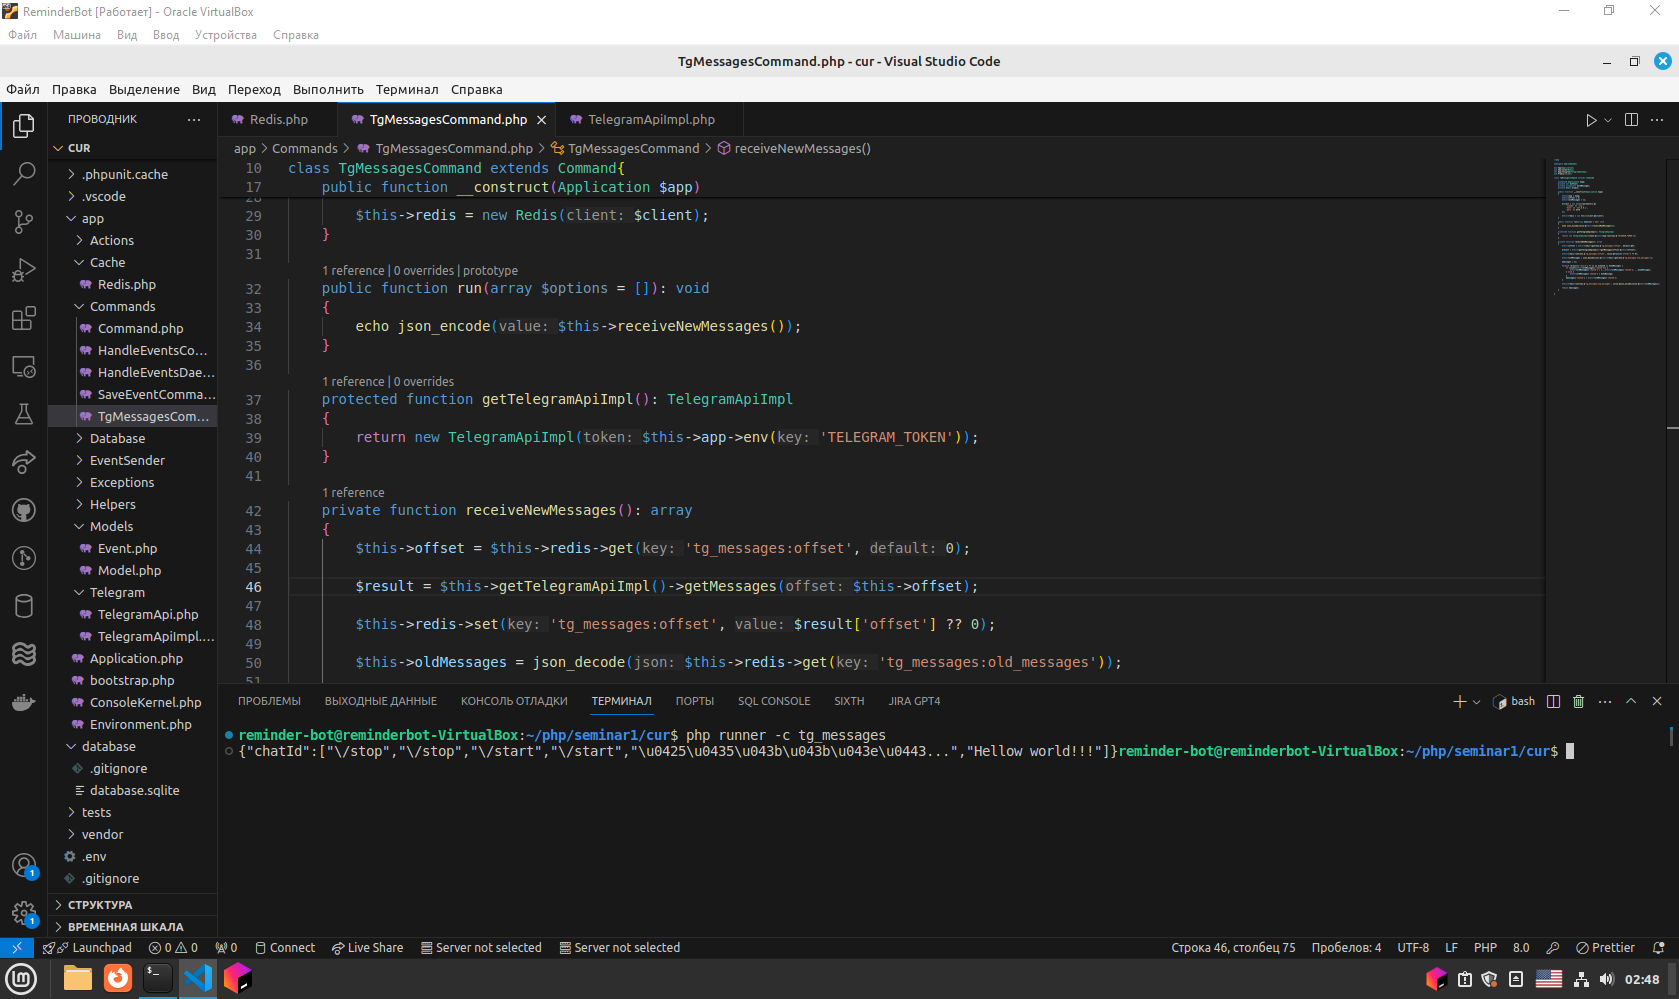 ReminderBot [Работает] - Oracle VirtualBox
Файл Машина Вид Ввод Устройства Справка
TgMessagesCommand.php - cur - Visual Studio Code
Файл Правка Выделение Вид Переход Выполнить Терминал Справка
ПРОВОДНИК
CUR
.phpunit.cache
.vscode
app
Actions
Cache
Redis.php
Commands
Command.php
HandleEventsCo...
HandleEventsDae...
SaveEventComma...
TgMessagesCom...
Database
EventSender
Exceptions
Helpers
Models
Event.php
Model.php
Telegram
TelegramApi.php
TelegramApiImpl....
Application.php
bootstrap.php
ConsoleKernel.php
Environment.php
database
.gitignore
database.sqlite
tests
vendor
.env
.gitignore
СТРУКТУРА
ВРЕМЕННАЯ ШКАЛА
Redis.php TgMessagesCommand.php TelegramApiImpl.php
app > Commands > TgMessagesCommand.php > TgMessagesCommand > receiveNewMessages()
10 class TgMessagesCommand extends Command{
17 public function __construct(Application $app)
28
29 $this->redis = new Redis(client: $client);
30 }
31
1 reference | 0 overrides | prototype
32 public function run(array $options = []): void
33 {
34 echo json_encode(value: $this->receiveNewMessages());
35 }
36
1 reference | 0 overrides
37 protected function getTelegramApiImpl(): TelegramApiImpl
38 {
39 return new TelegramApiImpl(token: $this->app->env(key: 'TELEGRAM_TOKEN'));
40 }
41
1 reference
42 private function receiveNewMessages(): array
43 {
44 $this->offset = $this->redis->get(key: 'tg_messages:offset', default: 0);
45
46 $result = $this->getTelegramApiImpl()->getMessages(offset: $this->offset);
47
48 $this->redis->set(key: 'tg_messages:offset', value: $result['offset'] ?? 0);
49
50 $this->oldMessages = json_decode(json: $this->redis->get(key: 'tg_messages:old_messages'));
51
ПРОБЛЕМЫ ВЫХОДНЫЕ ДАННЫЕ КОНСОЛЬ ОТЛАДКИ ТЕРМИНАЛ ПОРТЫ SQL CONSOLE SIXTH JIRA GPT4
bash
reminder-bot@reminderbot-VirtualBox:~/php/seminar1/cur$ php runner -c tg_messages
{"chatId":["\/stop","\/stop","\/start","\/start","\u0425\u0435\u043b\u043b\u043e\u0443...","Hellow world!!!"]}reminder-bot@reminderbot-VirtualBox:~/php/seminar1/cur$
1
1
Launchpad 0 0 0 Connect Live Share Server not selected Server not selected Строка 46, столбец 75 Пробелов: 4 UTF-8 LF PHP 8.0 Prettier
02:48